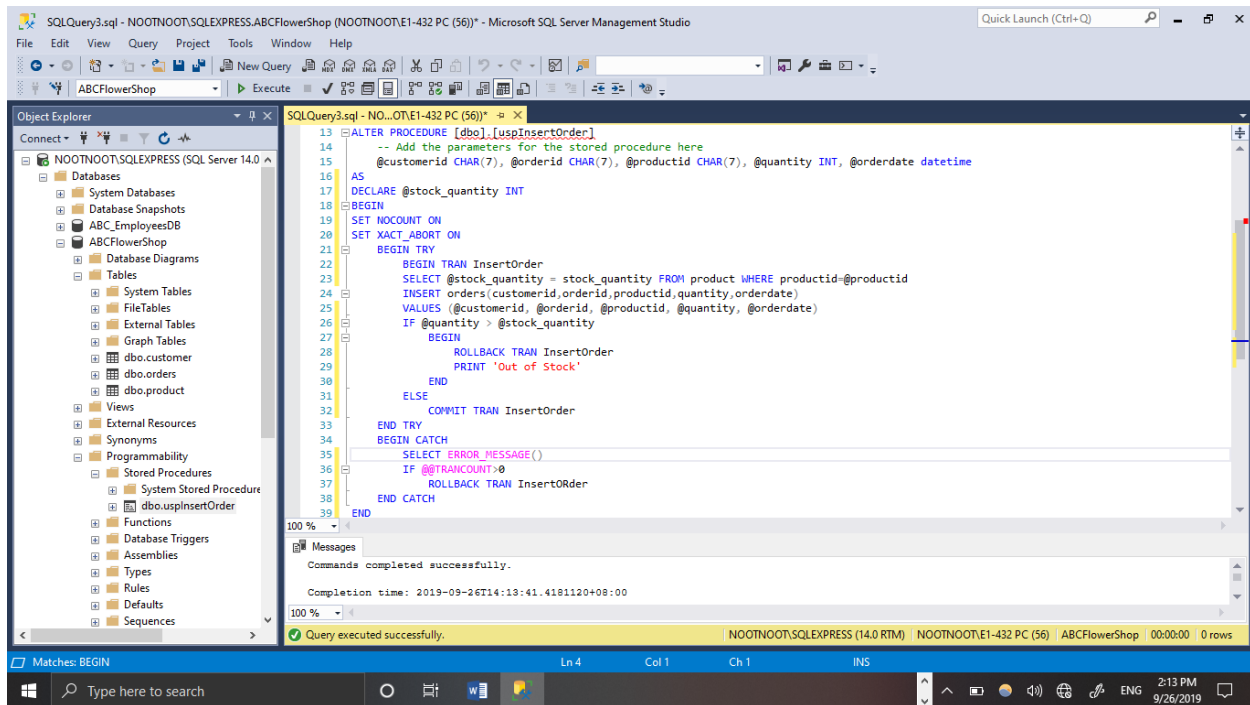 SQLQuery3.sql - NOOTNOOT\SQLEXPRESS.ABCFlowerShop (NOOTNOOT\E1-432 PC (56))* - Microsoft SQL Server Management Studio
Quick Launch (Ctrl+Q)
File Edit View Query Project Tools Window Help
New Query
MDX DMX XMLA DAX
ABCFlowerShop
Execute
Object Explorer
Connect
NOOTNOOT\SQLEXPRESS (SQL Server 14.0
Databases
System Databases
Database Snapshots
ABC_EmployeesDB
ABCFlowerShop
Database Diagrams
Tables
System Tables
FileTables
External Tables
Graph Tables
dbo.customer
dbo.orders
dbo.product
Views
External Resources
Synonyms
Programmability
Stored Procedures
System Stored Procedure
dbo.uspInsertOrder
Functions
Database Triggers
Assemblies
Types
Rules
Defaults
Sequences
SQLQuery3.sql - NO...OT\E1-432 PC (56))*
13 ALTER PROCEDURE [dbo].[uspInsertOrder]
14 -- Add the parameters for the stored procedure here
15 @customerid CHAR(7), @orderid CHAR(7), @productid CHAR(7), @quantity INT, @orderdate datetime
16 AS
17 DECLARE @stock_quantity INT
18 BEGIN
19 SET NOCOUNT ON
20 SET XACT_ABORT ON
21 BEGIN TRY
22 BEGIN TRAN InsertOrder
23 SELECT @stock_quantity = stock_quantity FROM product WHERE productid=@productid
24 INSERT orders(customerid,orderid,productid,quantity,orderdate)
25 VALUES (@customerid, @orderid, @productid, @quantity, @orderdate)
26 IF @quantity > @stock_quantity
27 BEGIN
28 ROLLBACK TRAN InsertOrder
29 PRINT 'Out of Stock'
30 END
31 ELSE
32 COMMIT TRAN InsertOrder
33 END TRY
34 BEGIN CATCH
35 SELECT ERROR_MESSAGE()
36 IF @@TRANCOUNT>0
37 ROLLBACK TRAN InsertORder
38 END CATCH
39 END
100 %
Messages
Commands completed successfully.
Completion time: 2019-09-26T14:13:41.4181120+08:00
100 %
Query executed successfully.
NOOTNOOT\SQLEXPRESS (14.0 RTM) NOOTNOOT\E1-432 PC (56) ABCFlowerShop 00:00:00 0 rows
Matches: BEGIN
Ln 4 Col 1 Ch 1 INS
Type here to search
ENG
2:13 PM
9/26/2019